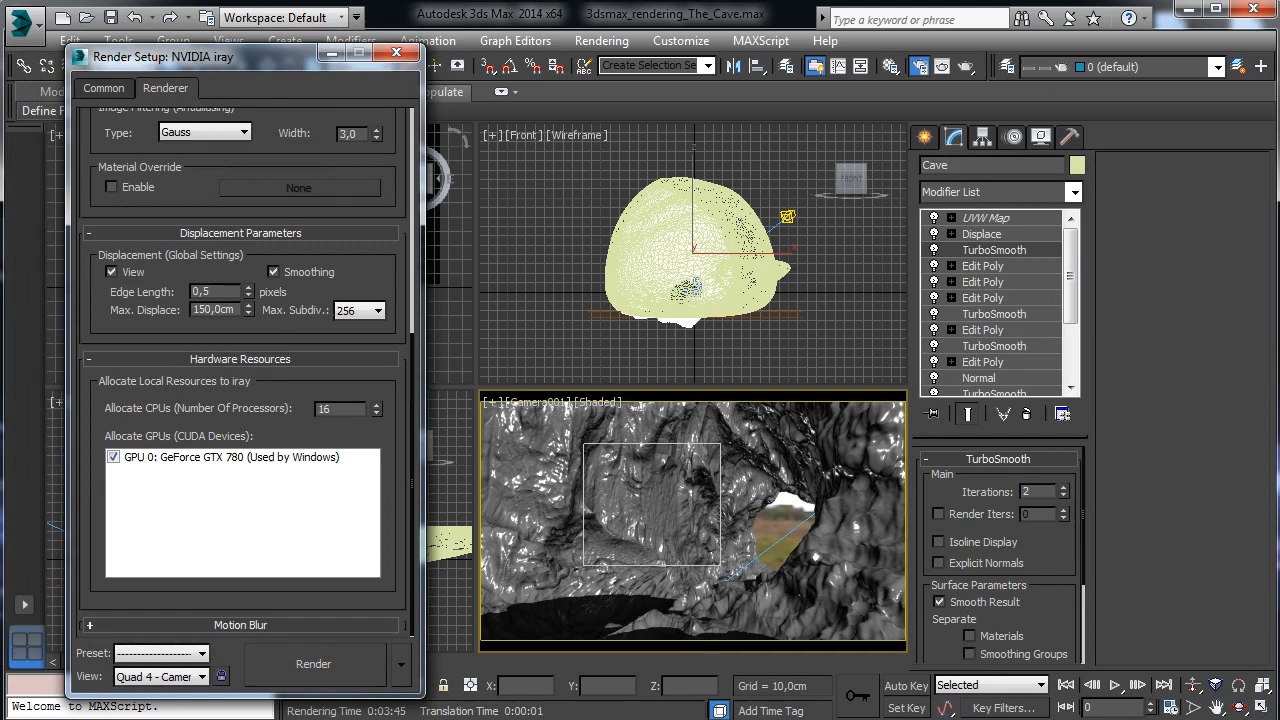 Workspace: Default
Autodesk 3ds Max 2014 x64
3dsmax_rendering_The_Cave.max
Type a keyword or phrase
Animation
Graph Editors
Rendering
Customize
MAXScript
Help
Render Setup: NVIDIA iray
Create Selection Se
0 (default)
Common
Renderer
Define F
[+][Front][Wireframe]
FRONT
Type:
Gauss
Width:
3,0
Material Override
Enable
None
Displacement Parameters
Displacement (Global Settings)
View
Smoothing
Edge Length:
0,5
pixels
Max. Displace:
150,0cm
Max. Subdiv.:
256
Hardware Resources
Allocate Local Resources to iray
Allocate CPUs (Number Of Processors):
16
Allocate GPUs (CUDA Devices):
GPU 0: GeForce GTX 780 (Used by Windows)
Motion Blur
Preset:
View:
Quad 4 - Camer
Render
y
x
[+][Camera001][Shaded]
Cave
Modifier List
UVW Map
Displace
TurboSmooth
Edit Poly
Edit Poly
Edit Poly
TurboSmooth
Edit Poly
TurboSmooth
Edit Poly
Normal
TurboSmooth
TurboSmooth
Main
Iterations:
2
Render Iters:
0
Isoline Display
Explicit Normals
Surface Parameters
Smooth Result
Separate
Materials
Smoothing Groups
X:
Y:
Z:
Grid = 10,0cm
Auto Key
Selected
Welcome to MAXScript.
Rendering Time 0:03:45
Translation Time 0:00:01
Add Time Tag
Set Key
Key Filters...
0